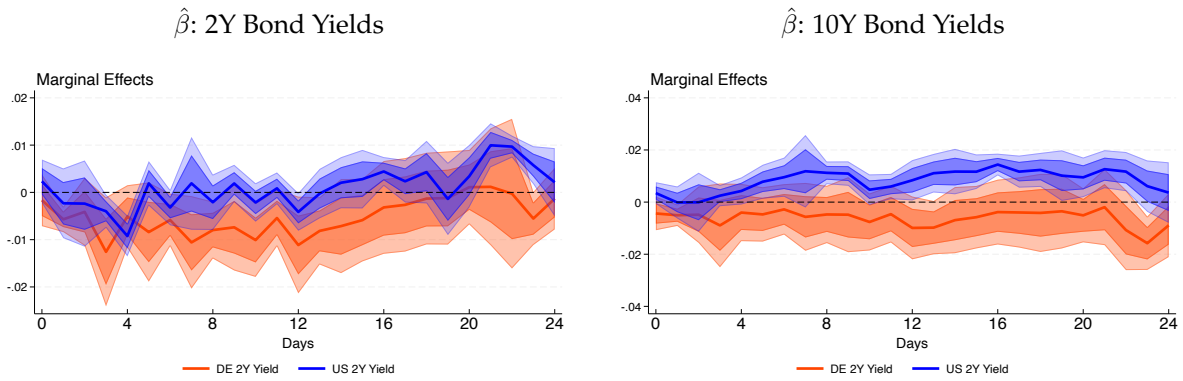 β̂: 2Y Bond Yields
Marginal Effects
.02
.01
0
-.01
-.02
0 4 8 12 16 20 24
Days
DE 2Y Yield US 2Y Yield
β̂: 10Y Bond Yields
Marginal Effects
.04
.02
0
-.02
-.04
0 4 8 12 16 20 24
Days
DE 2Y Yield US 2Y Yield